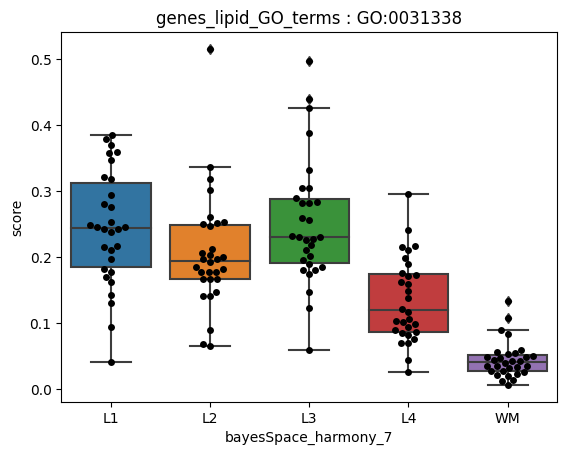 genes_lipid_GO_terms : GO:0031338
0.5
0.4
0.3
0.2
0.1
0.0
score
L1 L2 L3 L4 WM
bayesSpace_harmony_7